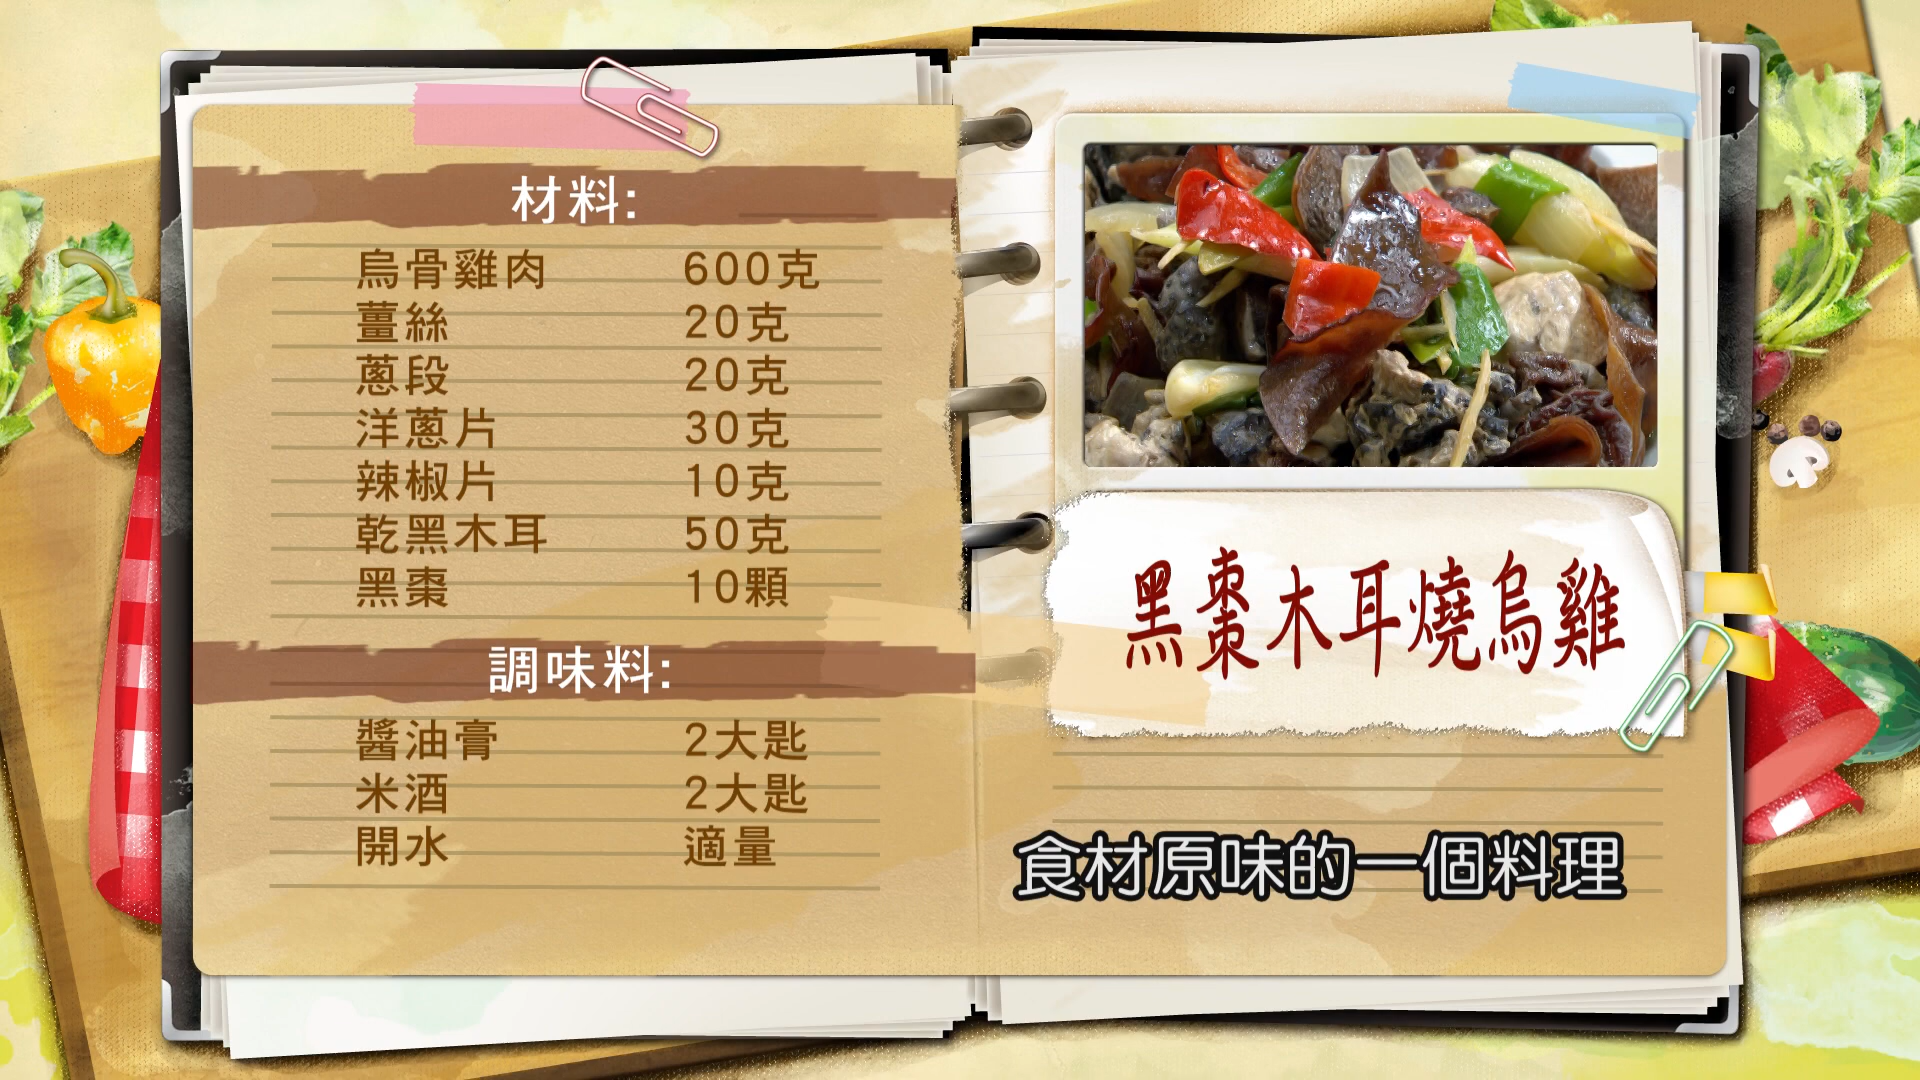 材料:
烏骨雞肉 600克
薑絲 20克
蔥段 20克
洋蔥片 30克
辣椒片 10克
乾黑木耳 50克
黑棗 10顆
調味料:
醬油膏 2大匙
米酒 2大匙
開水 適量
黑棗木耳燒烏雞
食材原味的一個料理